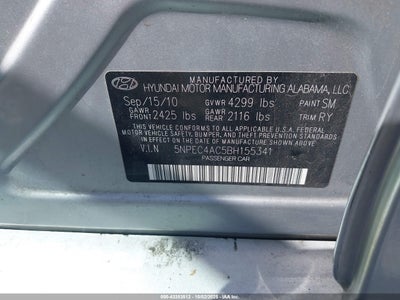 MANUFACTURED BY
HYUNDAI MOTOR MANUFACTURING ALABAMA, LLC.
Sep/15/10 GVWR 4299 lbs PAINT SM
GAWR FRONT 2425 lbs GAWR REAR 2116 lbs TRIM RY
THIS VEHICLE CONFORMS TO ALL APPLICABLE U.S.A. FEDERAL
MOTOR VEHICLE SAFETY, BUMPER, AND THEFT PREVENTION STANDARDS
IN EFFECT ON THE DATE OF MANUFACTURE SHOWN ABOVE.
V.I.N 5NPEC4AC5BH155341
PASSENGER CAR